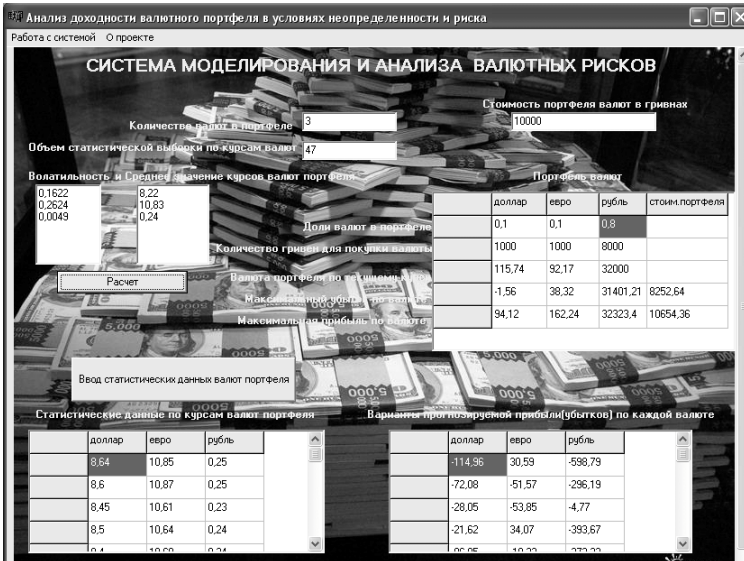 Анализ доходности валютного портфеля в условиях неопределенности и риска
Работа с системой О проекте
СИСТЕМА МОДЕЛИРОВАНИЯ И АНАЛИЗА ВАЛЮТНЫХ РИСКОВ
Стоимость портфеля валют в гривнах
10000
Количество валют в портфеле 3
Объем статистической выборки по курсам валют 47
Волатильность и Среднее значение курсов валют портфеля
0,1622 8,22
0,2624 10,83
0,0049 0,24
Расчет
Портфель валют
доллар евро рубль стоим.портфеля
Доли валют в портфеле 0,1 0,1 0,8
Количество гривен для покупки валюты 1000 1000 8000
Валюта портфеля по текущему курсу 115,74 92,17 32000
Максимальный убыток по валюте -1,56 38,32 31401,21 8252,64
Максимальная прибыль по валюте 94,12 162,24 32323,4 10654,36
Ввод статистических данных валют портфеля
Статистические данные по курсам валют портфеля
доллар евро рубль
8,64 10,85 0,25
8,6 10,87 0,25
8,45 10,61 0,23
8,5 10,64 0,24
Варианты прогнозируемой прибыли(убытков) по каждой валюте
доллар евро рубль
-114,96 30,59 -598,79
-72,08 -51,57 -296,19
-28,05 -53,85 -4,77
-21,62 34,07 -393,67